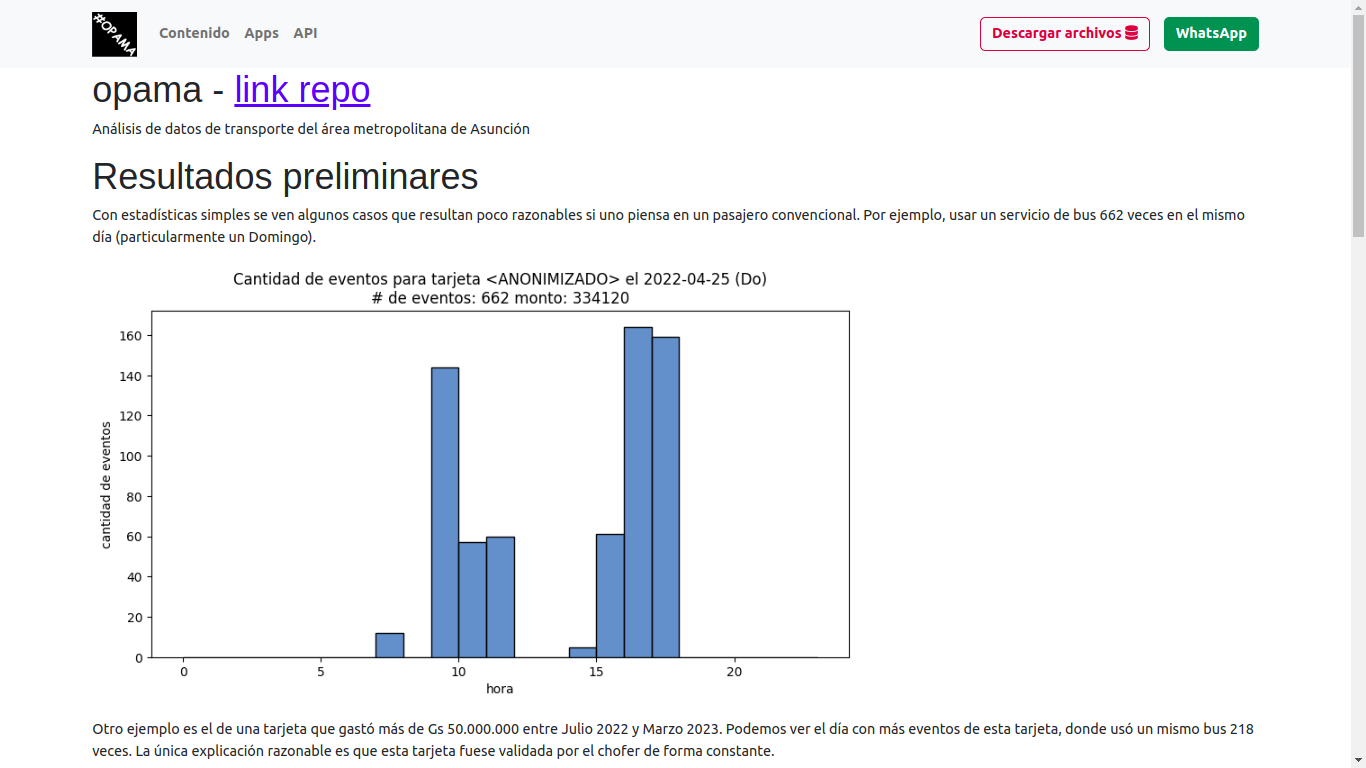 #OPAMA
Contenido Apps API
Descargar archivos WhatsApp
opama - link repo
Análisis de datos de transporte del área metropolitana de Asunción
Resultados preliminares
Con estadísticas simples se ven algunos casos que resultan poco razonables si uno piensa en un pasajero convencional. Por ejemplo, usar un servicio de bus 662 veces en el mismo
día (particularmente un Domingo).
Cantidad de eventos para tarjeta <ANONIMIZADO> el 2022-04-25 (Do)
# de eventos: 662 monto: 334120
cantidad de eventos
160
140
120
100
80
60
40
20
0
0 5 10 15 20
hora
Otro ejemplo es el de una tarjeta que gastó más de Gs 50.000.000 entre Julio 2022 y Marzo 2023. Podemos ver el día con más eventos de esta tarjeta, donde usó un mismo bus 218
veces. La única explicación razonable es que esta tarjeta fuese validada por el chofer de forma constante.